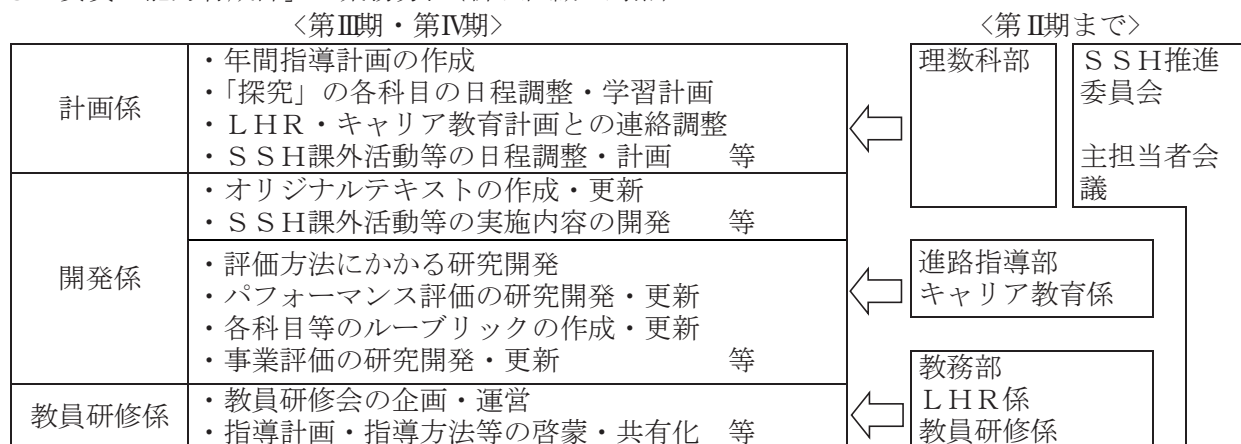 〈第Ⅲ期・第Ⅳ期〉
〈第Ⅱ期まで〉
計画係
・年間指導計画の作成
・「探究」の各科目の日程調整・学習計画
・ＬＨＲ・キャリア教育計画との連絡調整
・ＳＳＨ課外活動等の日程調整・計画　　等
開発係
・オリジナルテキストの作成・更新
・ＳＳＨ課外活動等の実施内容の開発　　等
・評価方法にかかる研究開発
・パフォーマンス評価の研究開発・更新
・各科目等のルーブリックの作成・更新
・事業評価の研究開発・更新　　等
教員研修係
・教員研修会の企画・運営
・指導計画・指導方法等の啓蒙・共有化　等
理数科部
ＳＳＨ推進
委員会
主担当者会
議
進路指導部
キャリア教育係
教務部
ＬＨＲ係
教員研修係